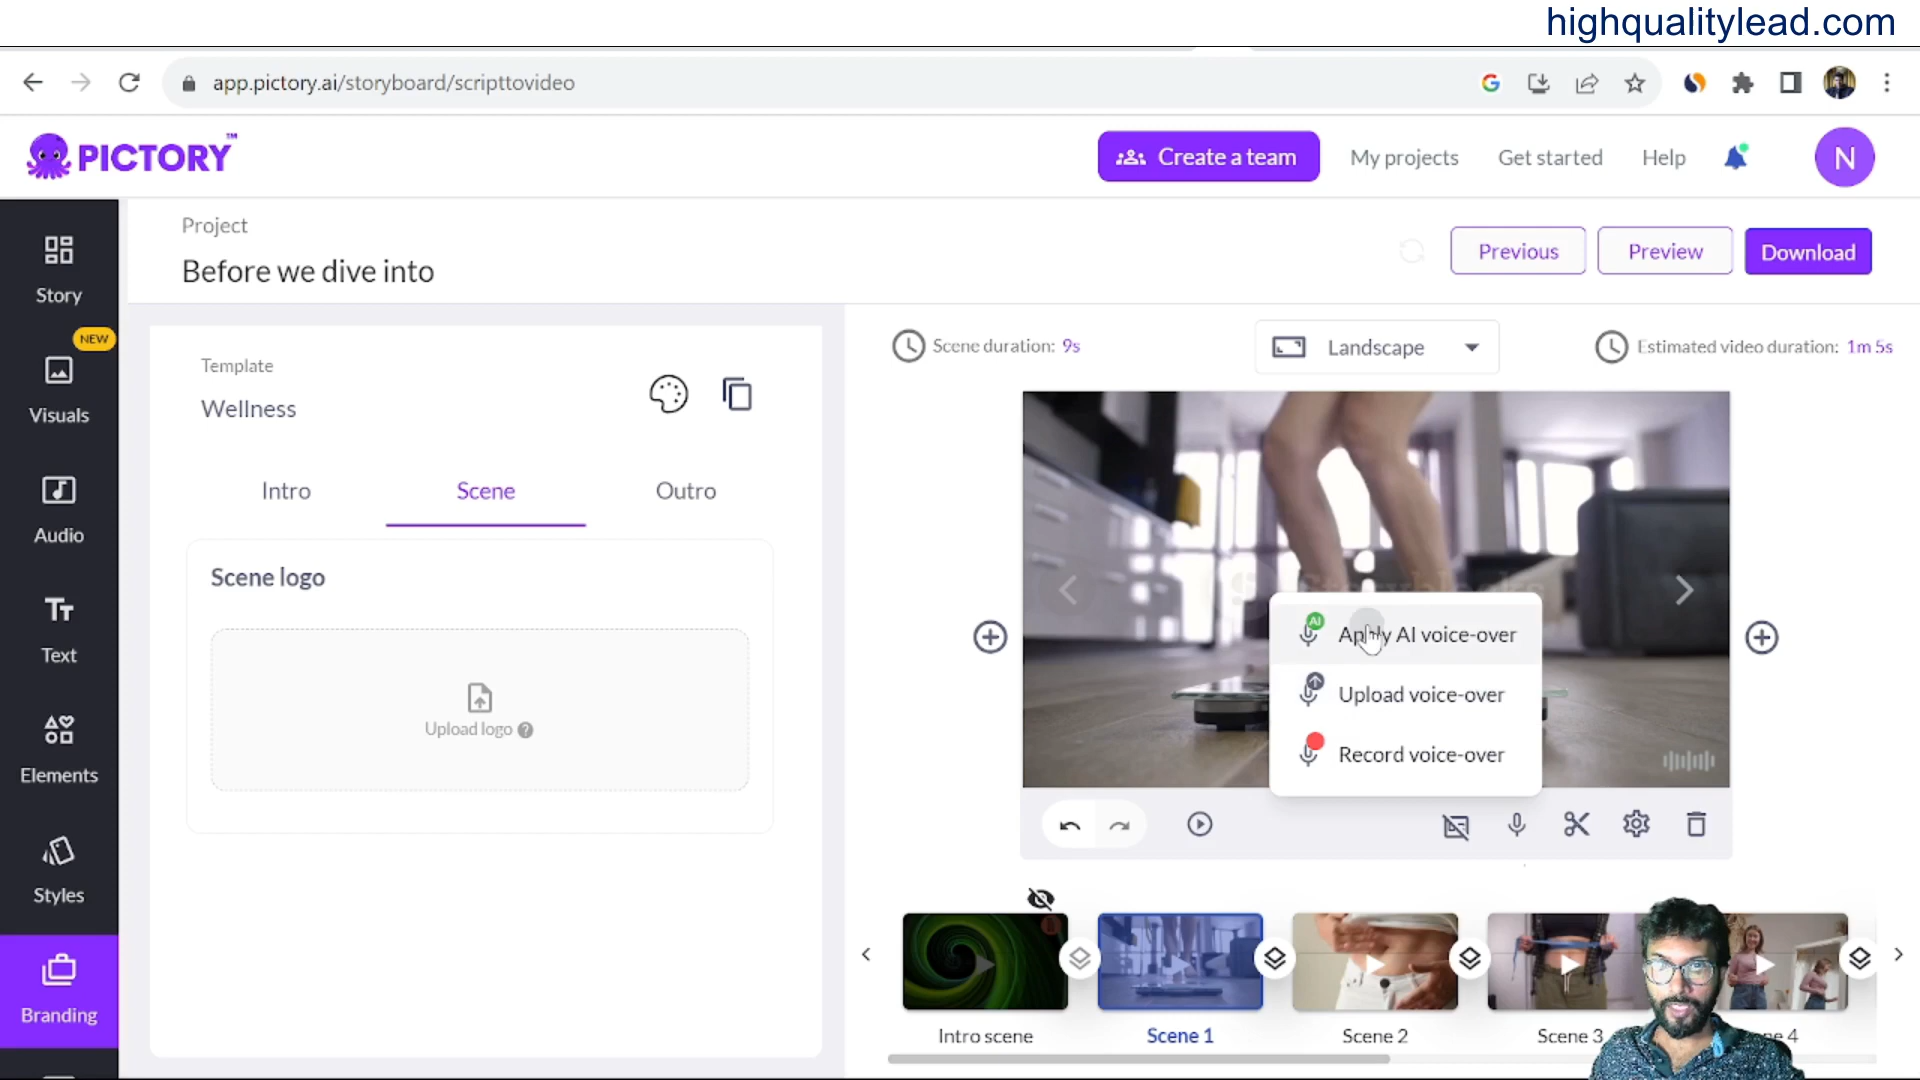 highqualitylead.com
app.pictory.ai/storyboard/scripttovideo
PICTORY™
Create a team
My projects
Get started
Help
N
Project
Before we dive into
Previous
Preview
Download
Story
NEW
Visuals
Audio
Text
Elements
Styles
Branding
Template
Wellness
Intro
Scene
Outro
Scene logo
Upload logo ?
Scene duration: 9s
Landscape
Estimated video duration: 1m 5s
AI
Apply AI voice-over
Upload voice-over
Record voice-over
Intro scene
Scene 1
Scene 2
Scene 3
4